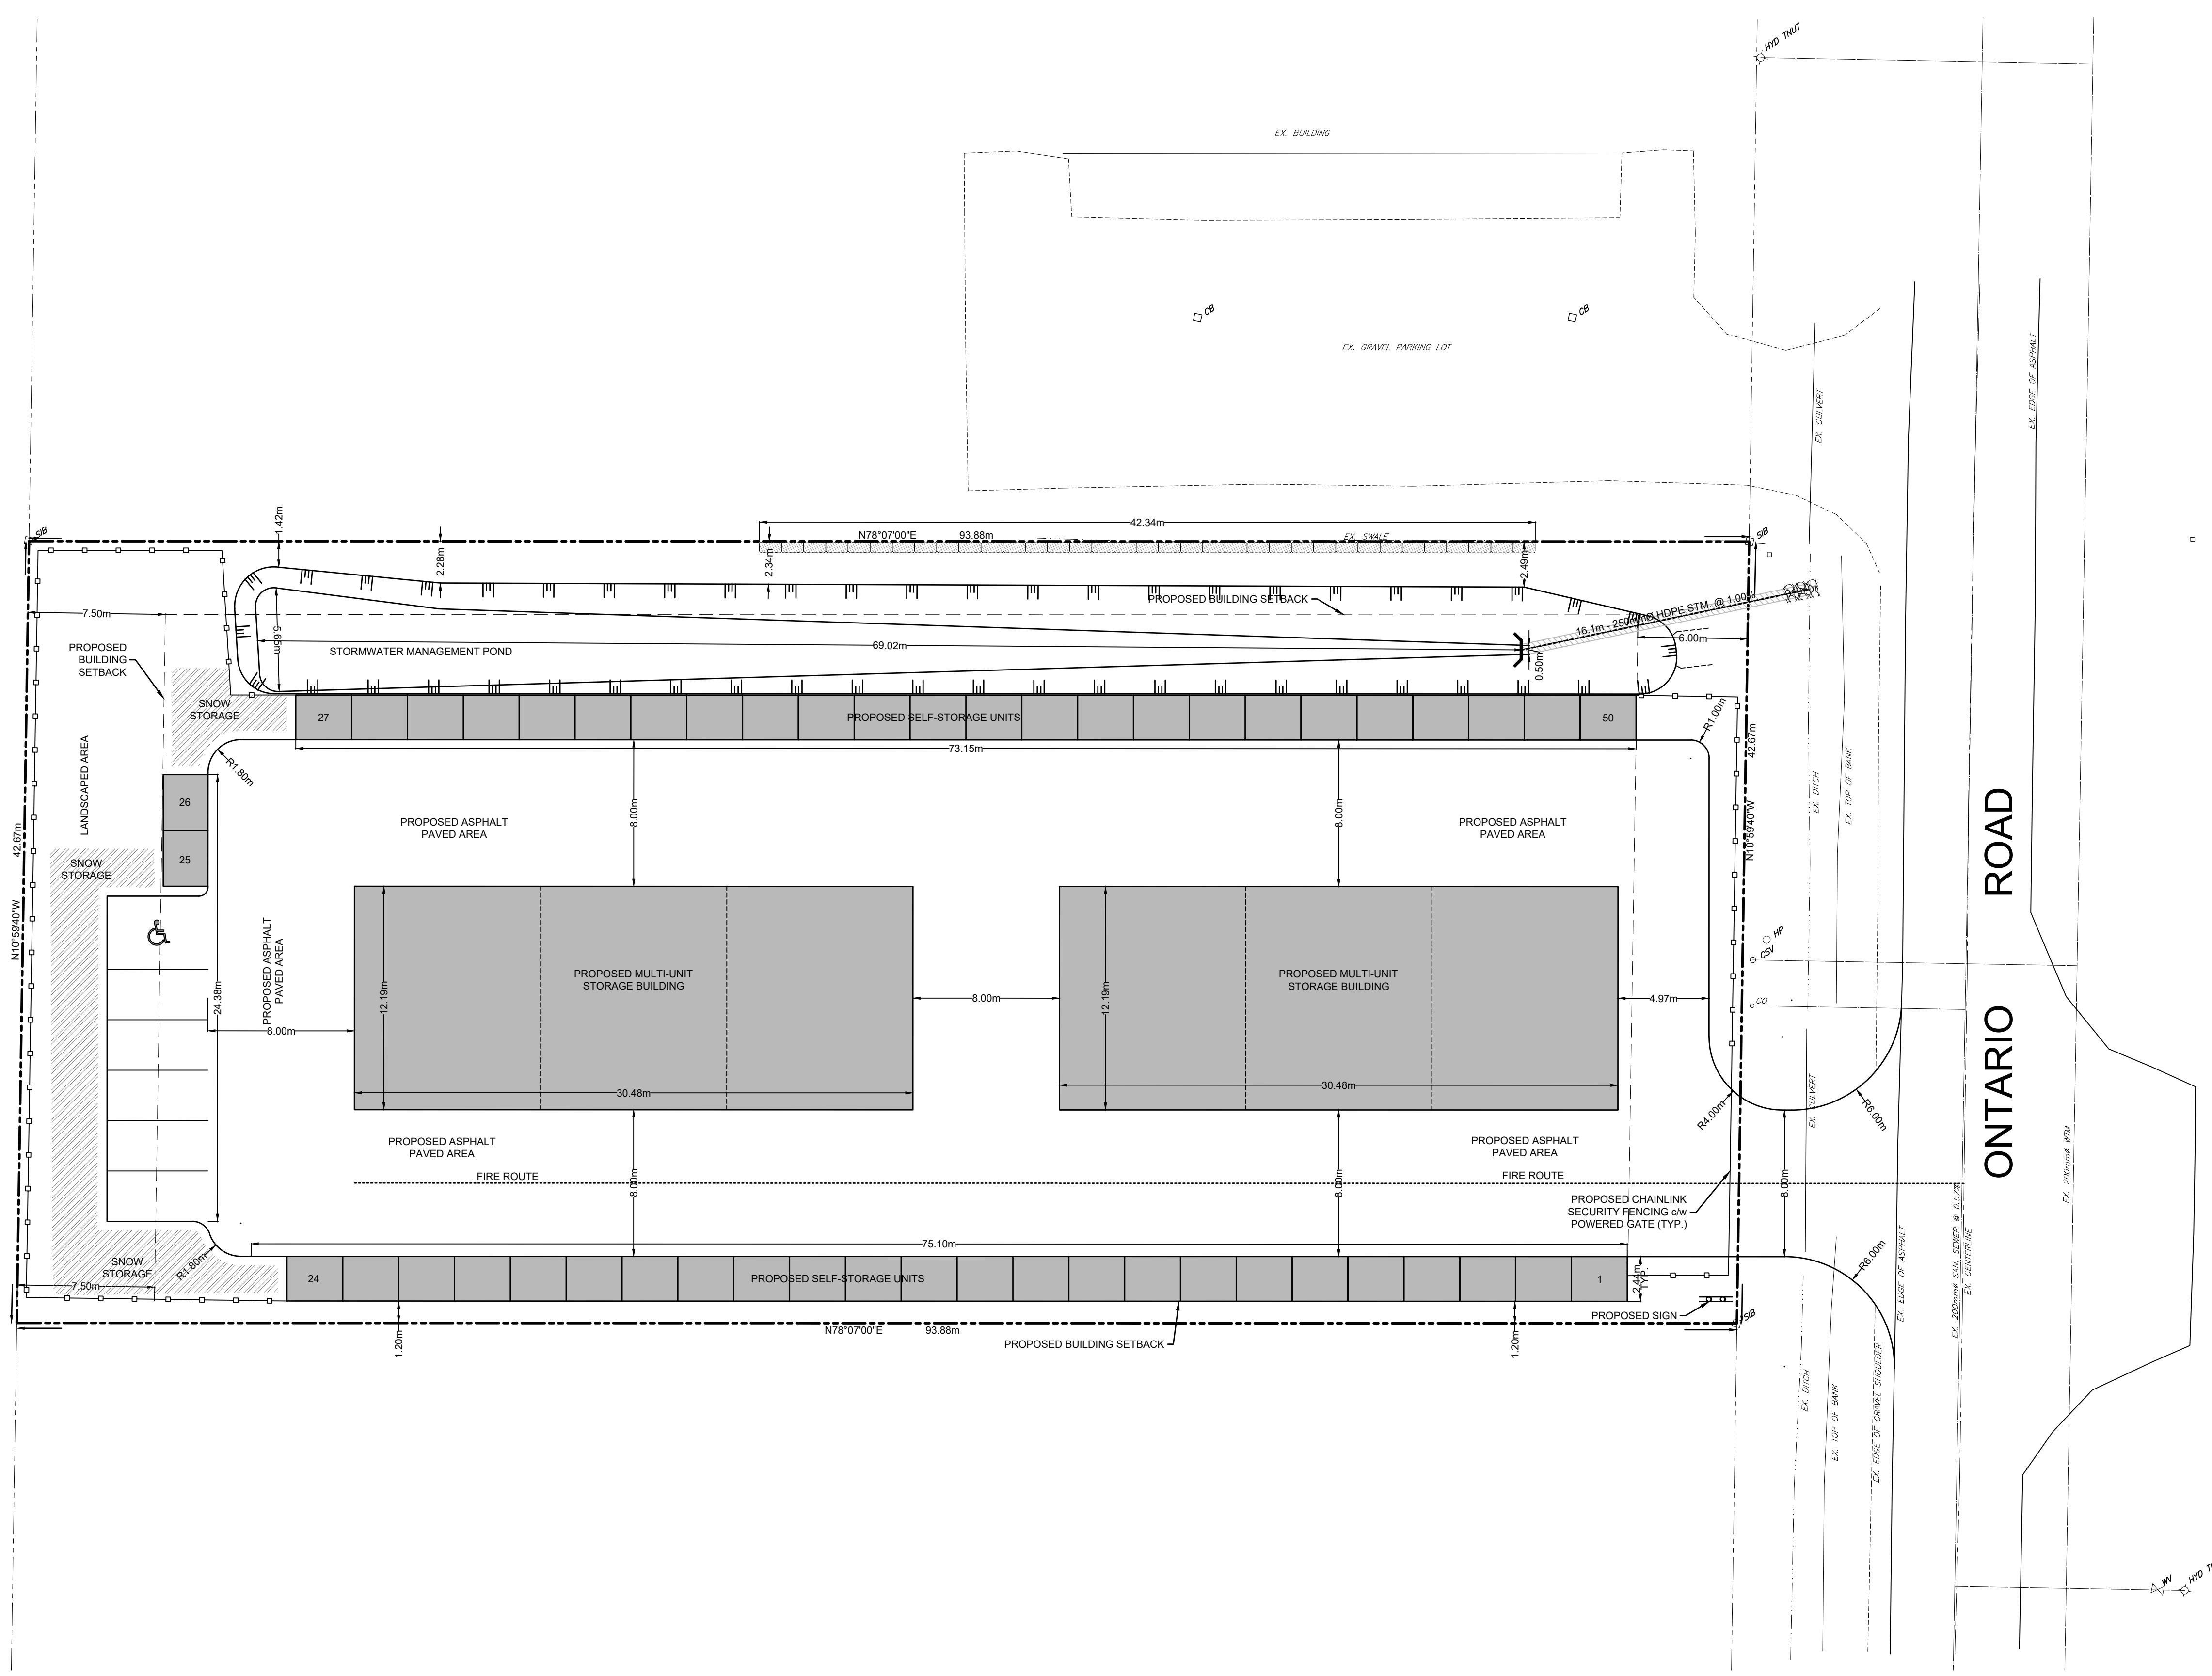 HYD TNUT
EX. BUILDING
CB
CB
EX. GRAVEL PARKING LOT
EX. CULVERT
EX. EDGE OF ASPHALT
SIB
1.42m
2.28m
42.34m
N78°07'00"E 93.88m
2.34m
EX. SWALE
2.49m
SIB
7.50m
PROPOSED BUILDING SETBACK
16.1m - 250mmØ HDPE STM. @ 1.00%
6.00m
5.65m
STORMWATER MANAGEMENT POND
69.02m
0.50m
PROPOSED
BUILDING
SETBACK
SNOW
STORAGE
27
PROPOSED SELF-STORAGE UNITS
50
R1.00m
73.15m
42.67m
R1.80m
LANDSCAPED AREA
26
25
8.00m
8.00m
PROPOSED ASPHALT
PAVED AREA
PROPOSED ASPHALT
PAVED AREA
N10°59'40"W
EX. DITCH
EX. TOP OF BANK
ONTARIO ROAD
42.67m
N10°59'40"W
SNOW
STORAGE
PROPOSED ASPHALT
PAVED AREA
24.38m
8.00m
12.19m
PROPOSED MULTI-UNIT
STORAGE BUILDING
30.48m
8.00m
12.19m
PROPOSED MULTI-UNIT
STORAGE BUILDING
30.48m
4.97m
HP
CSV
CO
R4.00m
R6.00m
EX. CULVERT
PROPOSED ASPHALT
PAVED AREA
PROPOSED ASPHALT
PAVED AREA
FIRE ROUTE
FIRE ROUTE
8.00m
8.00m
8.00m
PROPOSED CHAINLINK
SECURITY FENCING c/w
POWERED GATE (TYP.)
EX. 200mmØ WTM
EX. 200mmØ SAN. SEWER @ 0.57%
EX. CENTERLINE
EX. EDGE OF ASPHALT
R6.00m
75.10m
SNOW
STORAGE
R1.80m
7.50m
24
PROPOSED SELF-STORAGE UNITS
1
2.44m
TYP.
PROPOSED SIGN
SIB
1.20m
N78°07'00"E 93.88m
PROPOSED BUILDING SETBACK
1.20m
EX. DITCH
EX. TOP OF BANK
EX. EDGE OF GRAVEL SHOULDER
WV
HYD